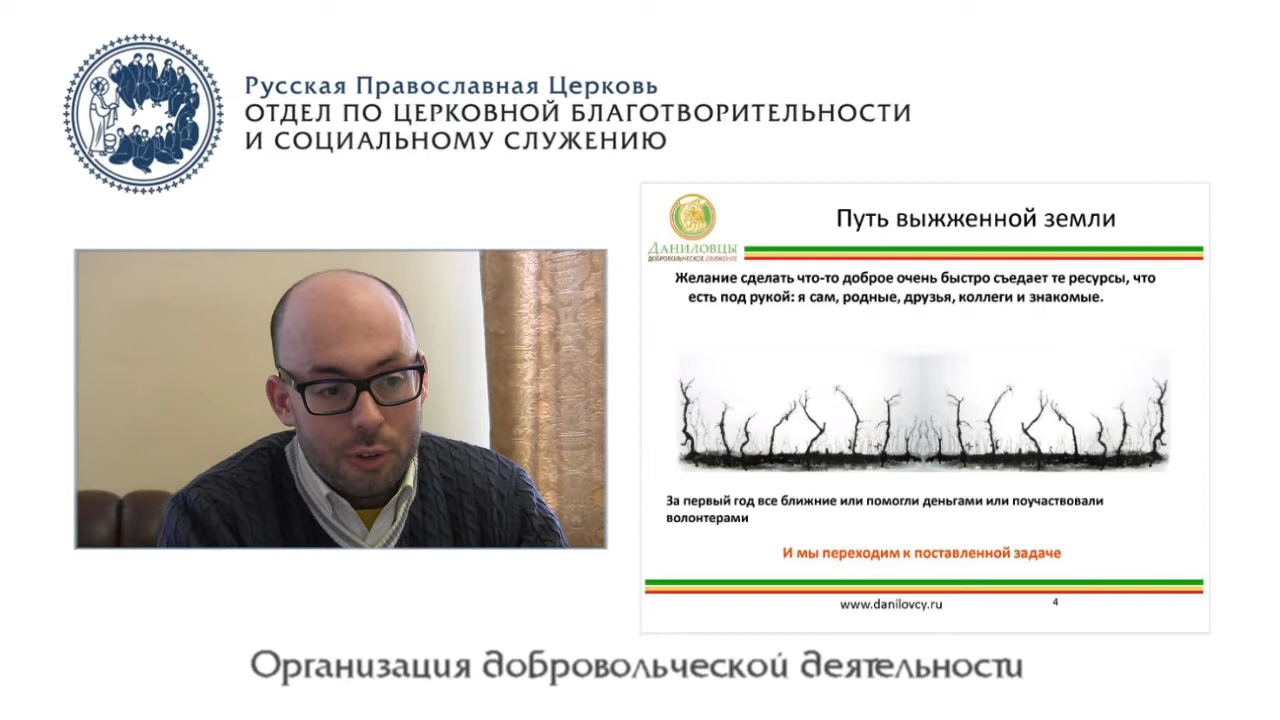 Русская Православная Церковь
ОТДЕЛ ПО ЦЕРКОВНОЙ БЛАГОТВОРИТЕЛЬНОСТИ
И СОЦИАЛЬНОМУ СЛУЖЕНИЮ
Путь выжженной земли
ДАНИЛОВЦЫ
ДОБРОВОЛЬЧЕСКОЕ ДВИЖЕНИЕ
Желание сделать что-то доброе очень быстро съедает те ресурсы, что
есть под рукой: я сам, родные, друзья, коллеги и знакомые.
За первый год все ближние или помогли деньгами или поучаствовали
волонтерами
И мы переходим к поставленной задаче
www.danilovcy.ru
4
Организация добровольческой деятельности